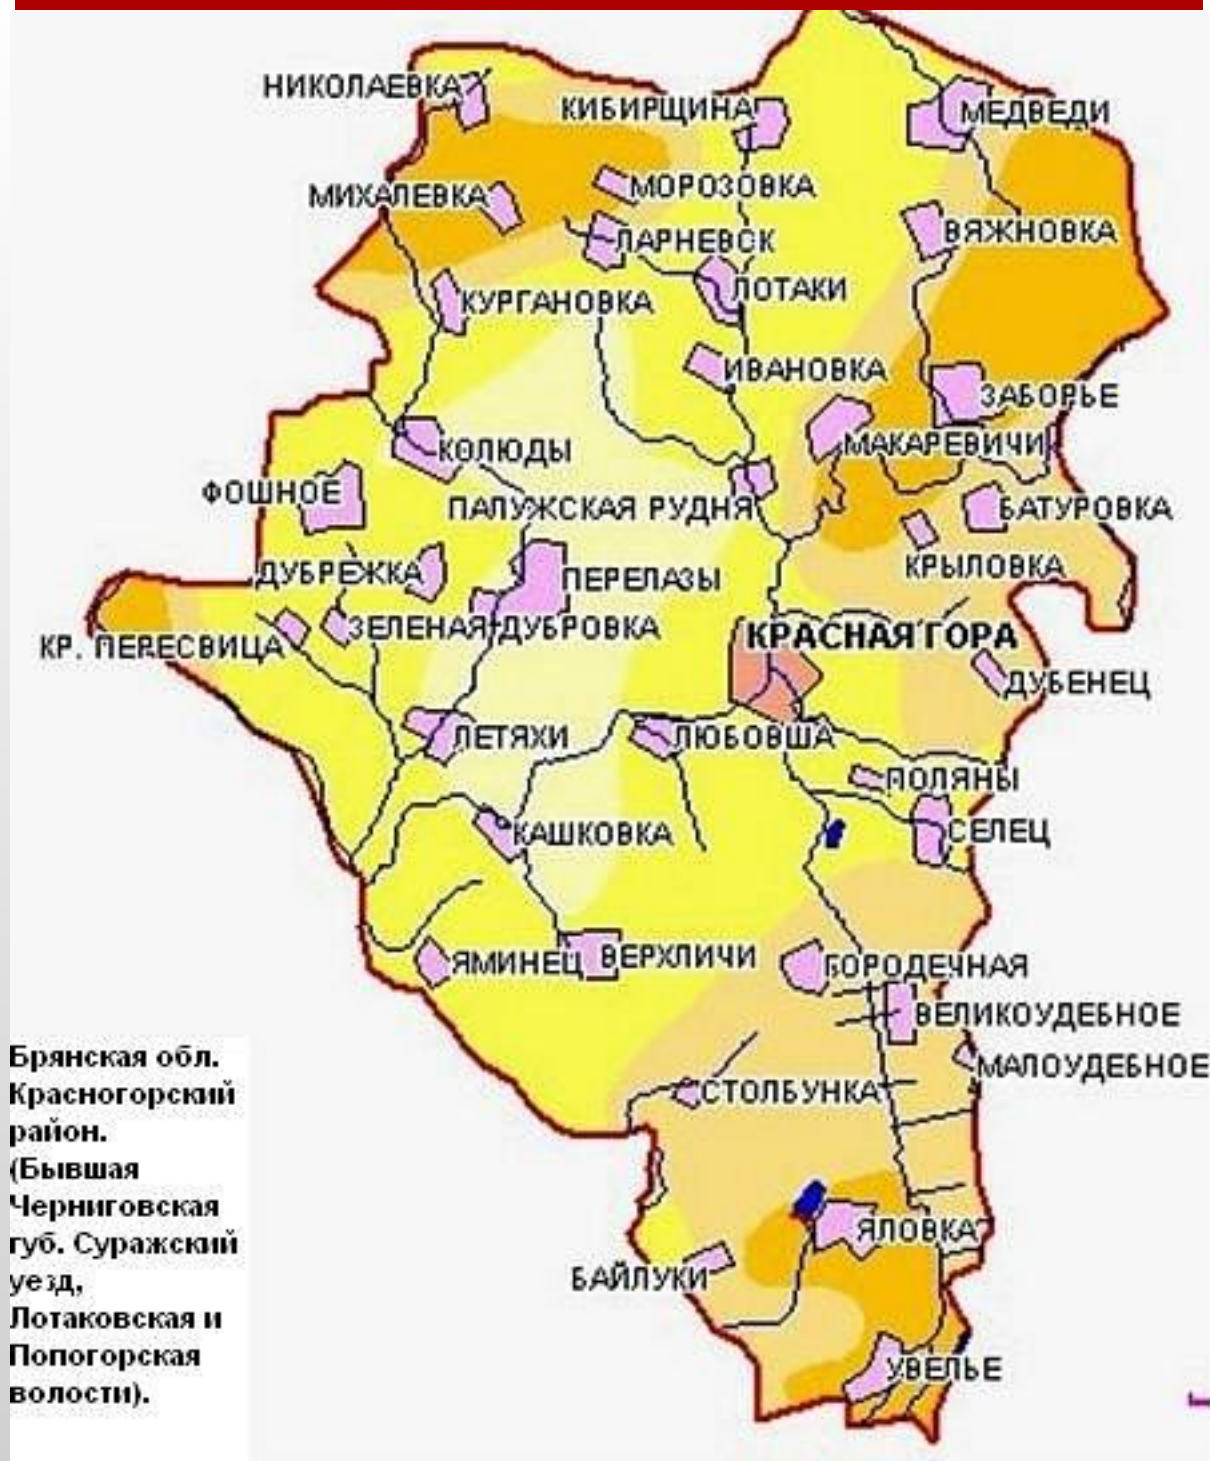 НИКОЛАЕВКА
КИБИРЩИНА
МЕДВЕДИ
МИХАЛЕВКА
МОРОЗОВКА
ЛАРНЕВСК
ВЯЖНОВКА
КУРГАНОВКА
ЛОТАКИ
ИВАНОВКА
ЗАБОРЬЕ
КОЛЮДЫ
МАКАРЕВИЧИ
ФОШНОЕ
ПАЛУЖСКАЯ РУДНЯ
БАТУРОВКА
ДУБРЕЖКА
ПЕРЕЛАЗЫ
КРЫЛОВКА
ЗЕЛЕНАЯ ДУБРОВКА
КРАСНАЯ ГОРА
КР. ПЕРЕСВИЦА
ДУБЕНЕЦ
ЛЕТЯХИ
ЛЮБОВША
ПОЛЯНЫ
КАШКОВКА
СЕЛЕЦ
ЯМИНЕЦ
ВЕРХЛИЧИ
ГОРОДЕЧНАЯ
ВЕЛИКОУДЕБНОЕ
МАЛОУДЕБНОЕ
СТОЛБУНКА
ЯЛОВКА
БАЙЛУКИ
УВЕЛЬЕ
Брянская обл.
Красногорский
район.
(Бывшая
Черниговская
губ. Суражский
уезд,
Лотаковская и
Попогорская
волости).